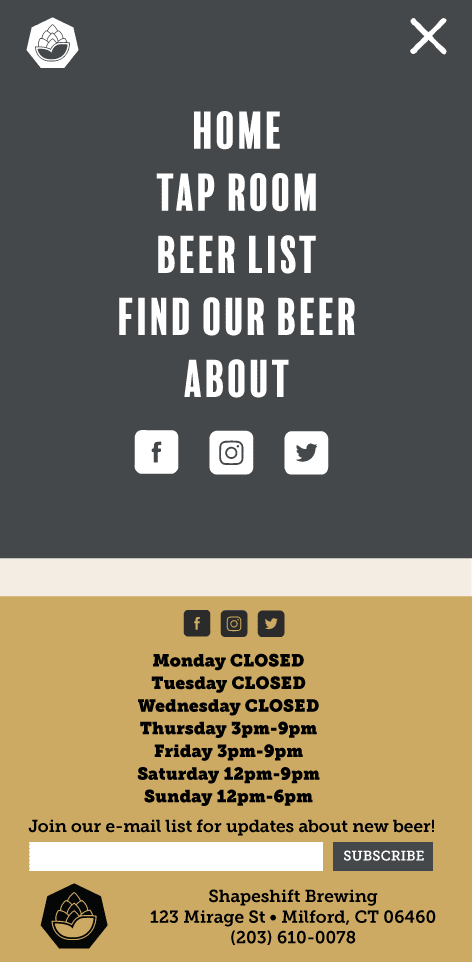 HOME
TAP ROOM
BEER LIST
FIND OUR BEER
ABOUT
Monday CLOSED
Tuesday CLOSED
Wednesday CLOSED
Thursday 3pm-9pm
Friday 3pm-9pm
Saturday 12pm-9pm
Sunday 12pm-6pm
Join our e-mail list for updates about new beer!
SUBSCRIBE
Shapeshift Brewing
123 Mirage St • Milford, CT 06460
(203) 610-0078